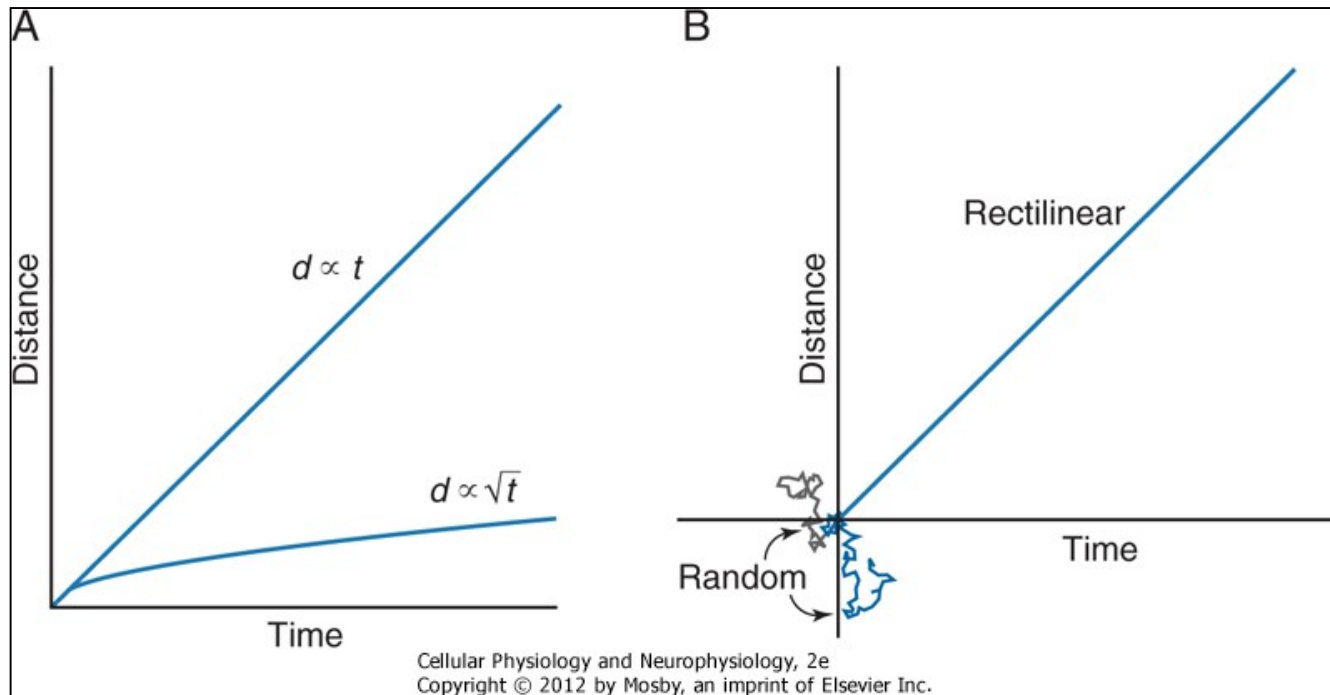 A
Distance
d ∝ t
d ∝ √t
Time
B
Distance
Rectilinear
Random
Time
Cellular Physiology and Neurophysiology, 2e
Copyright © 2012 by Mosby, an imprint of Elsevier Inc.